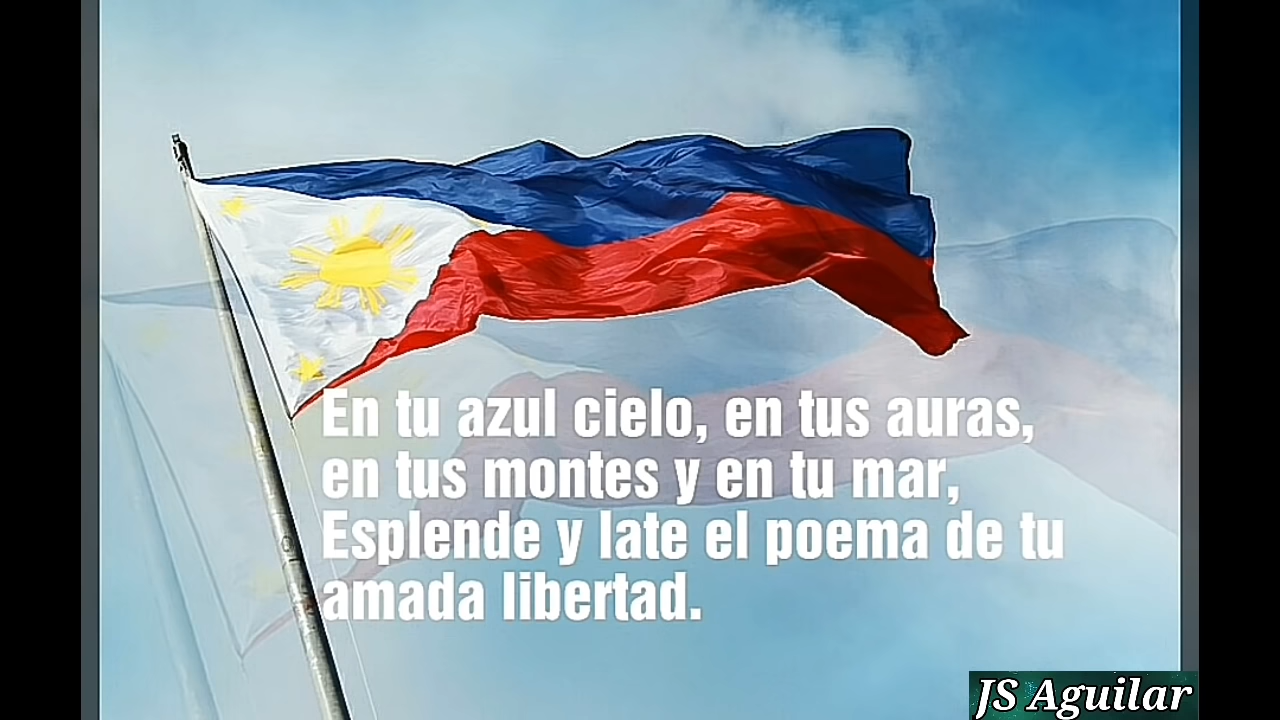 En tu azul cielo, en tus auras,
en tus montes y en tu mar,
Esplende y late el poema de tu
amada libertad.
JS Aguilar